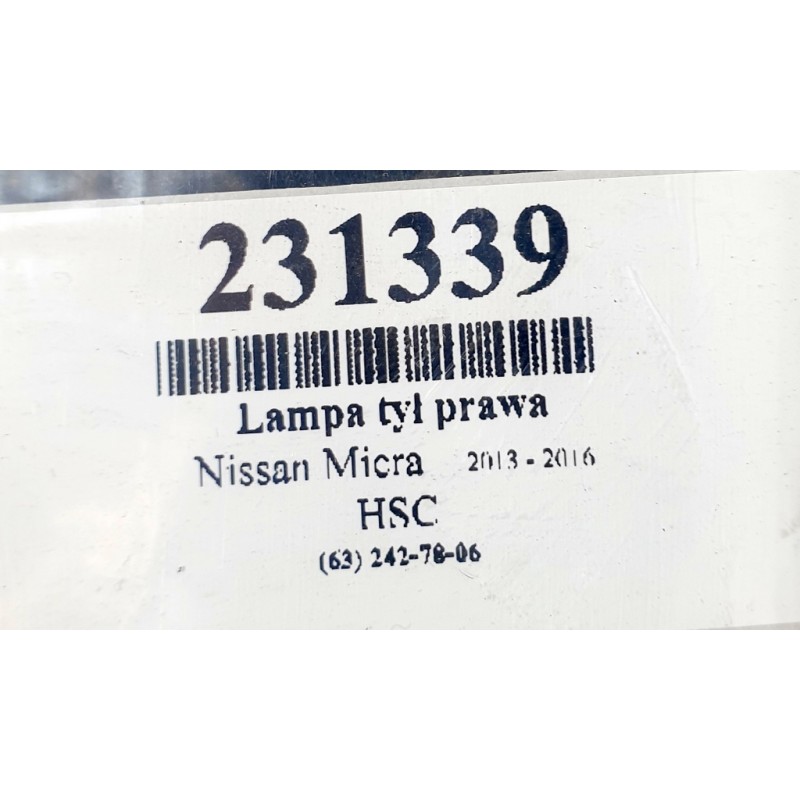 231339
Lampa tył prawa
Nissan Micra 2013 - 2016
HSC
(63) 242-78-06